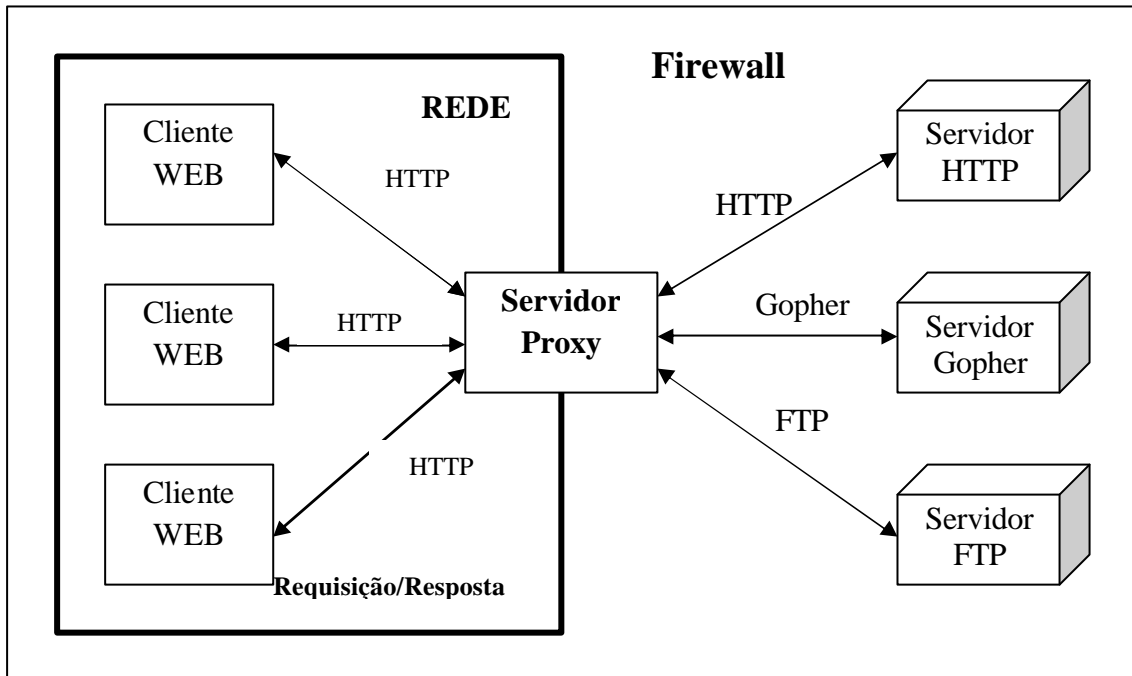 Firewall
REDE
Cliente
WEB
HTTP
Servidor
HTTP
HTTP
Cliente
WEB
HTTP
Servidor
Proxy
Gopher
Servidor
Gopher
Cliente
WEB
HTTP
FTP
Servidor
FTP
Requisição/Resposta